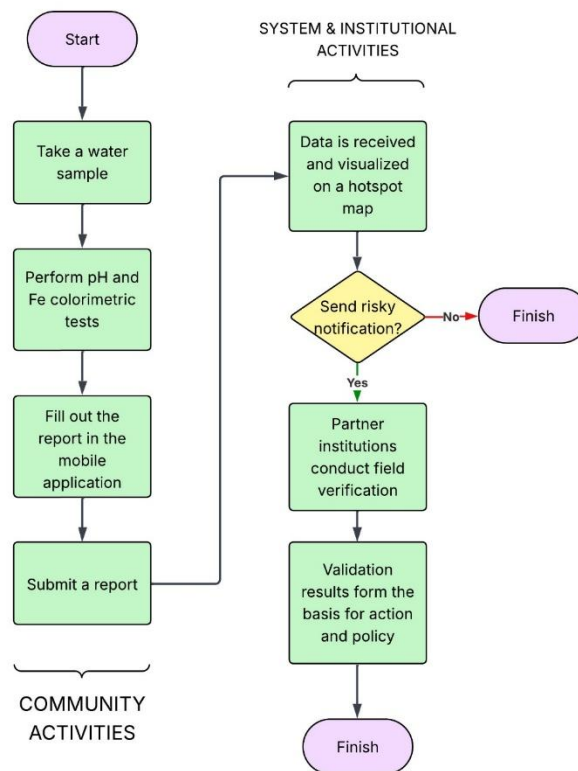 Start
Take a water
sample
Perform pH and
Fe colorimetric
tests
Fill out the
report in the
mobile
application
Submit a report
COMMUNITY
ACTIVITIES
SYSTEM & INSTITUTIONAL
ACTIVITIES
Data is received
and visualized
on a hotspot
map
Send risky
notification?
No
Finish
Yes
Partner
institutions
conduct field
verification
Validation
results form the
basis for action
and policy
Finish